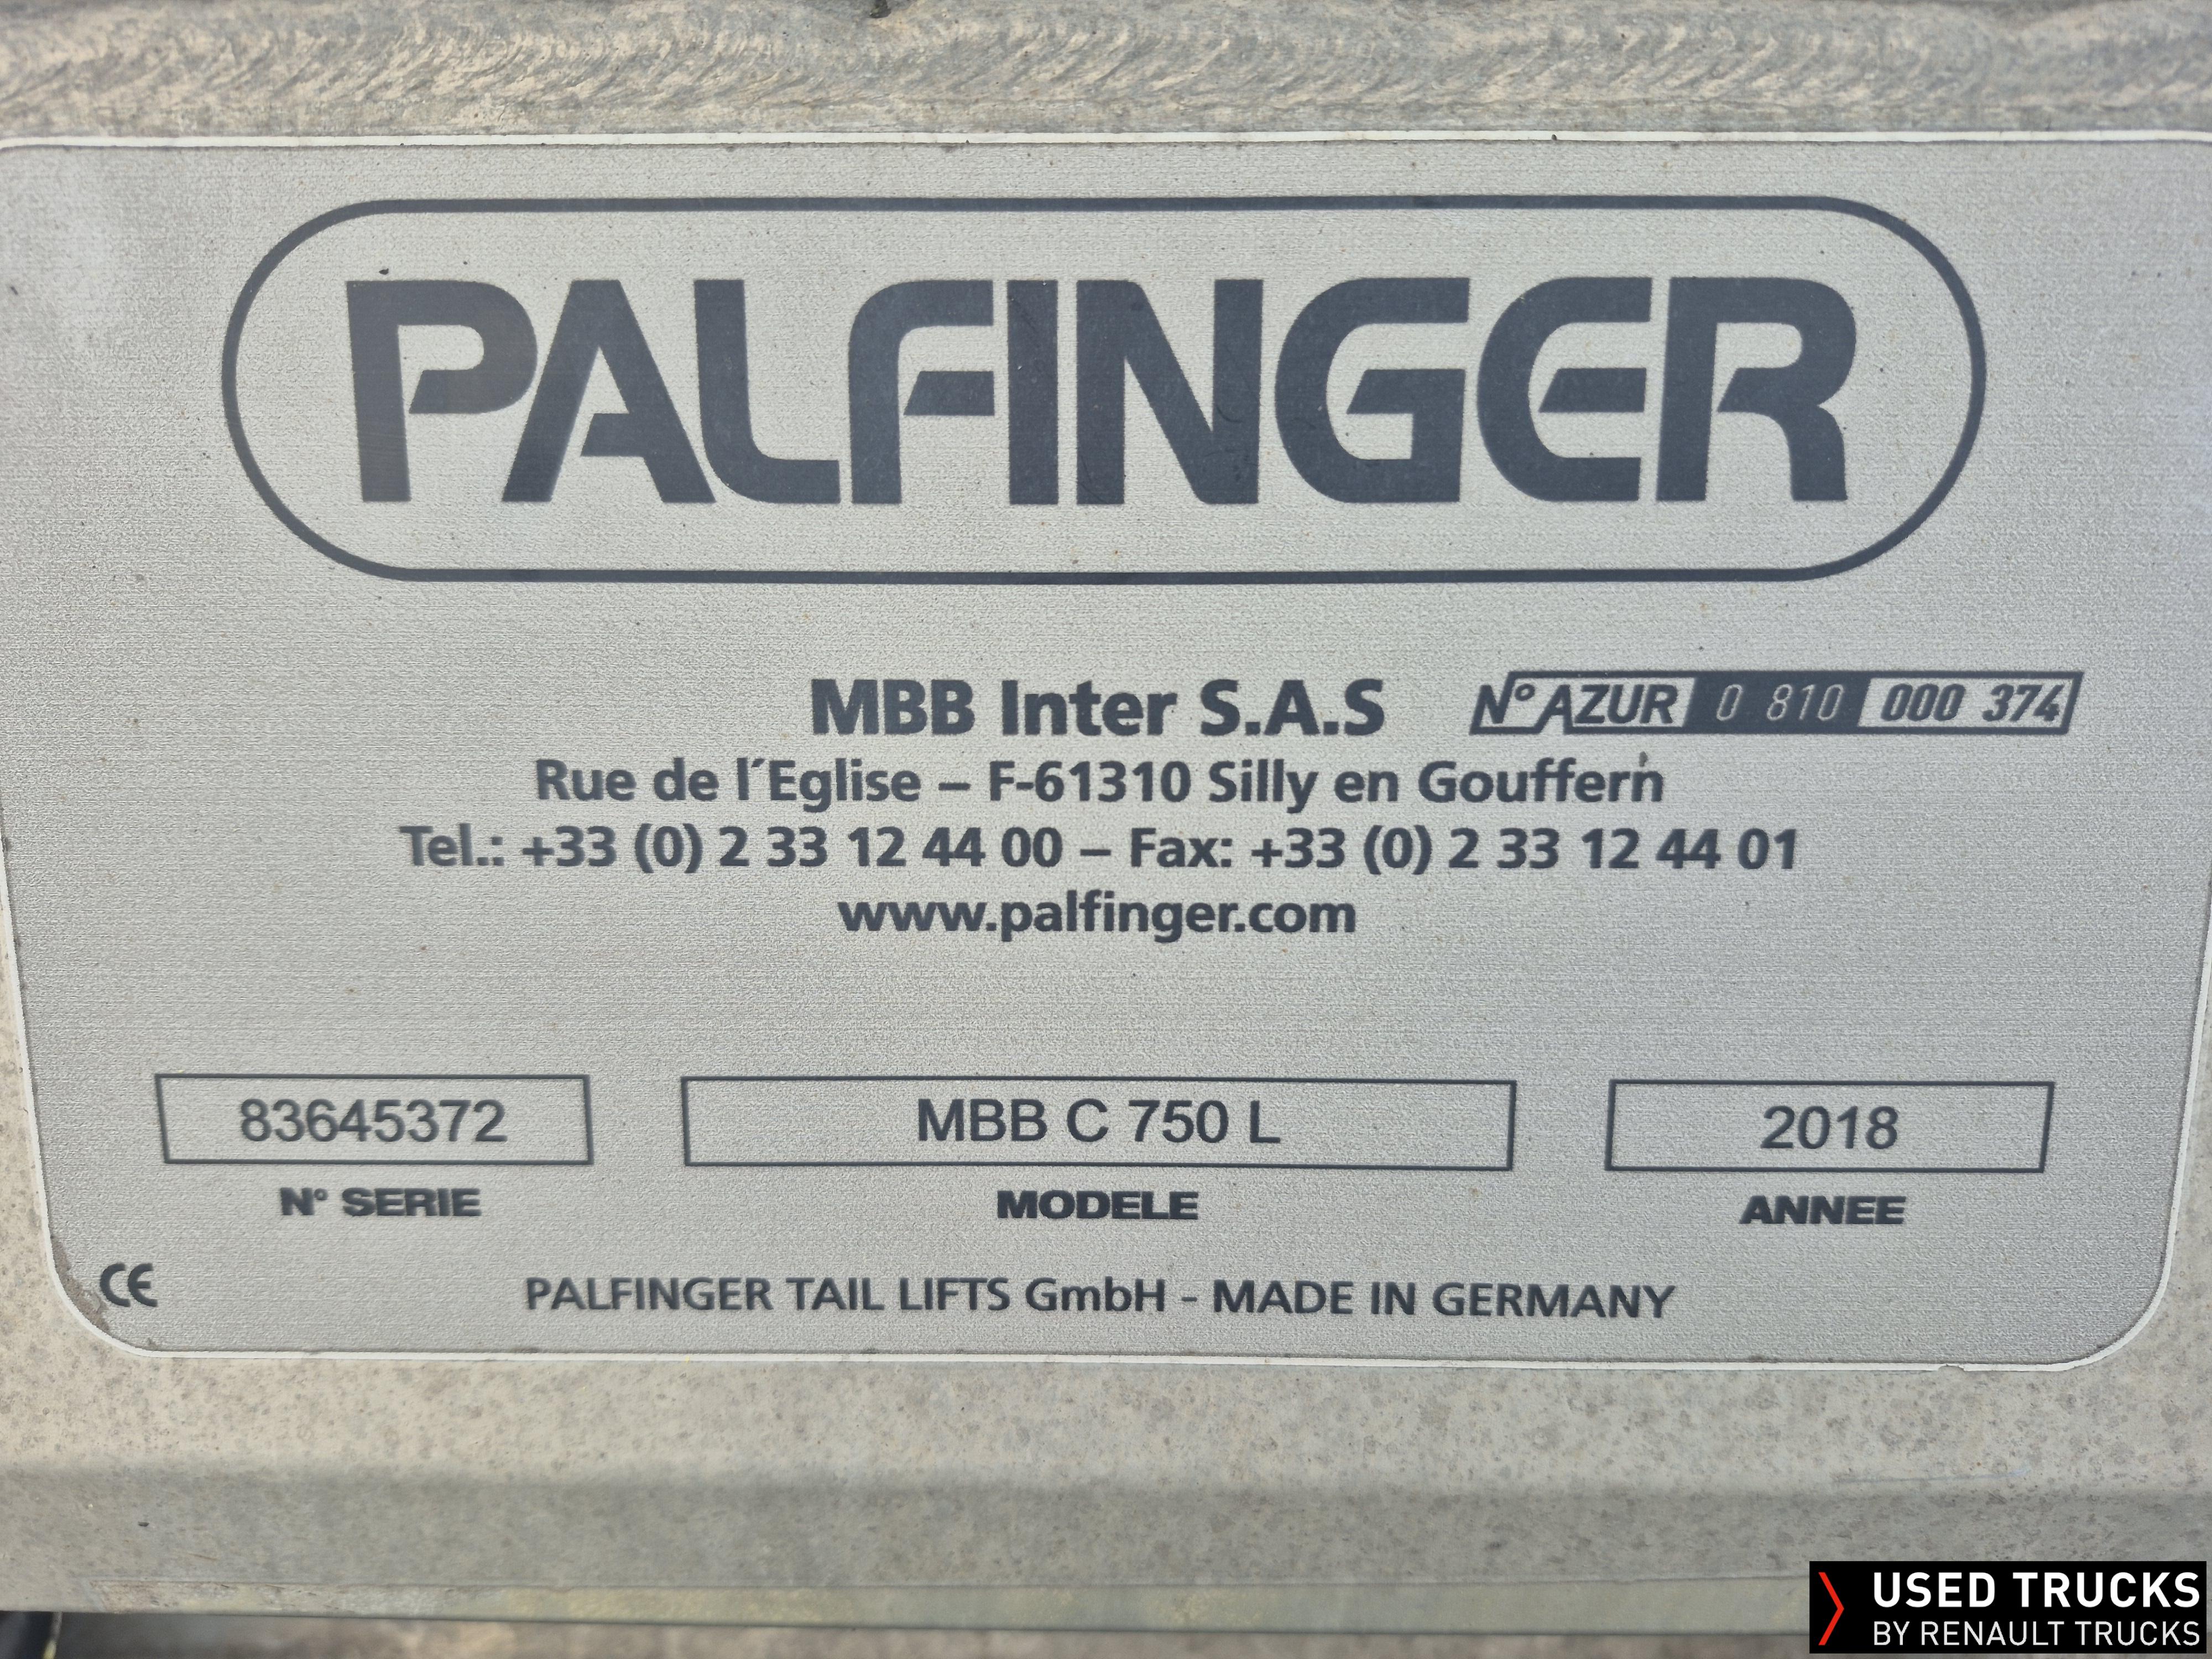 PALFINGER
MBB Inter S.A.S N° AZUR 0 810 000 374
Rue de l´Eglise – F-61310 Silly en Gouffern
Tel.: +33 (0) 2 33 12 44 00 – Fax: +33 (0) 2 33 12 44 01
www.palfinger.com
83645372 MBB C 750 L 2018
N° SERIE MODELE ANNEE
CE PALFINGER TAIL LIFTS GmbH - MADE IN GERMANY
USED TRUCKS
BY RENAULT TRUCKS